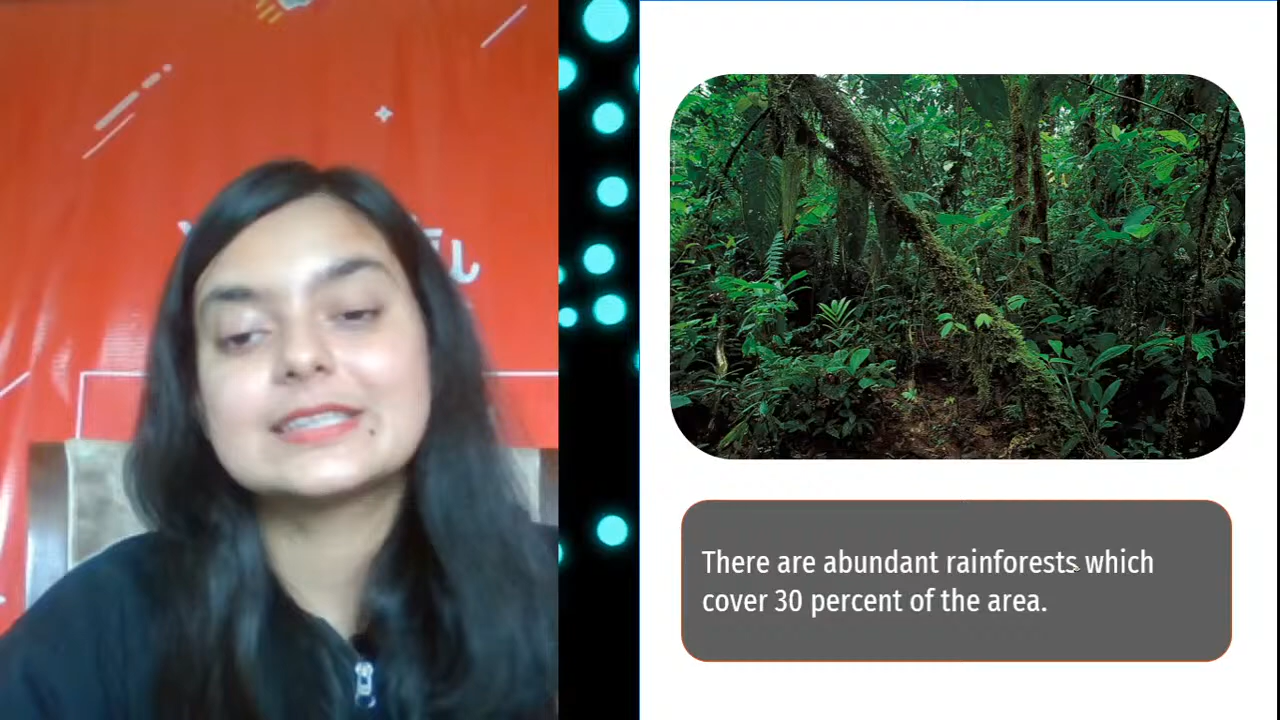 There are abundant rainforests which
cover 30 percent of the area.